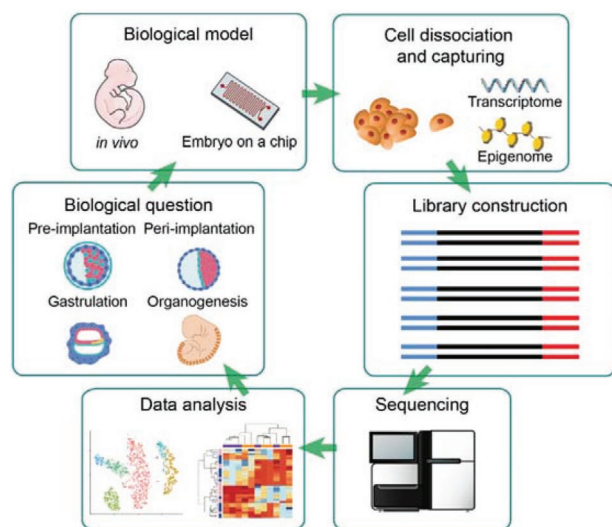 Biological model
in vivo
Embryo on a chip
Cell dissociation
and capturing
Transcriptome
Epigenome
Library construction
Sequencing
Data analysis
Biological question
Pre-implantation
Peri-implantation
Gastrulation
Organogenesis